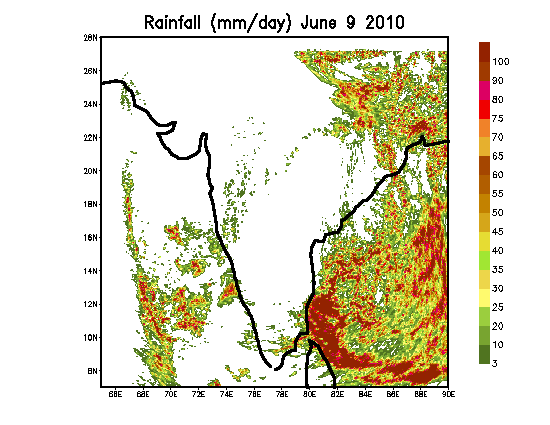 Rainfall (mm/day) June 9 2010
28N
26N
24N
22N
20N
18N
16N
14N
12N
10N
8N
66E 68E 70E 72E 74E 76E 78E 80E 82E 84E 86E 88E 90E
100
90
80
75
70
65
60
55
50
45
40
35
30
25
20
10
3